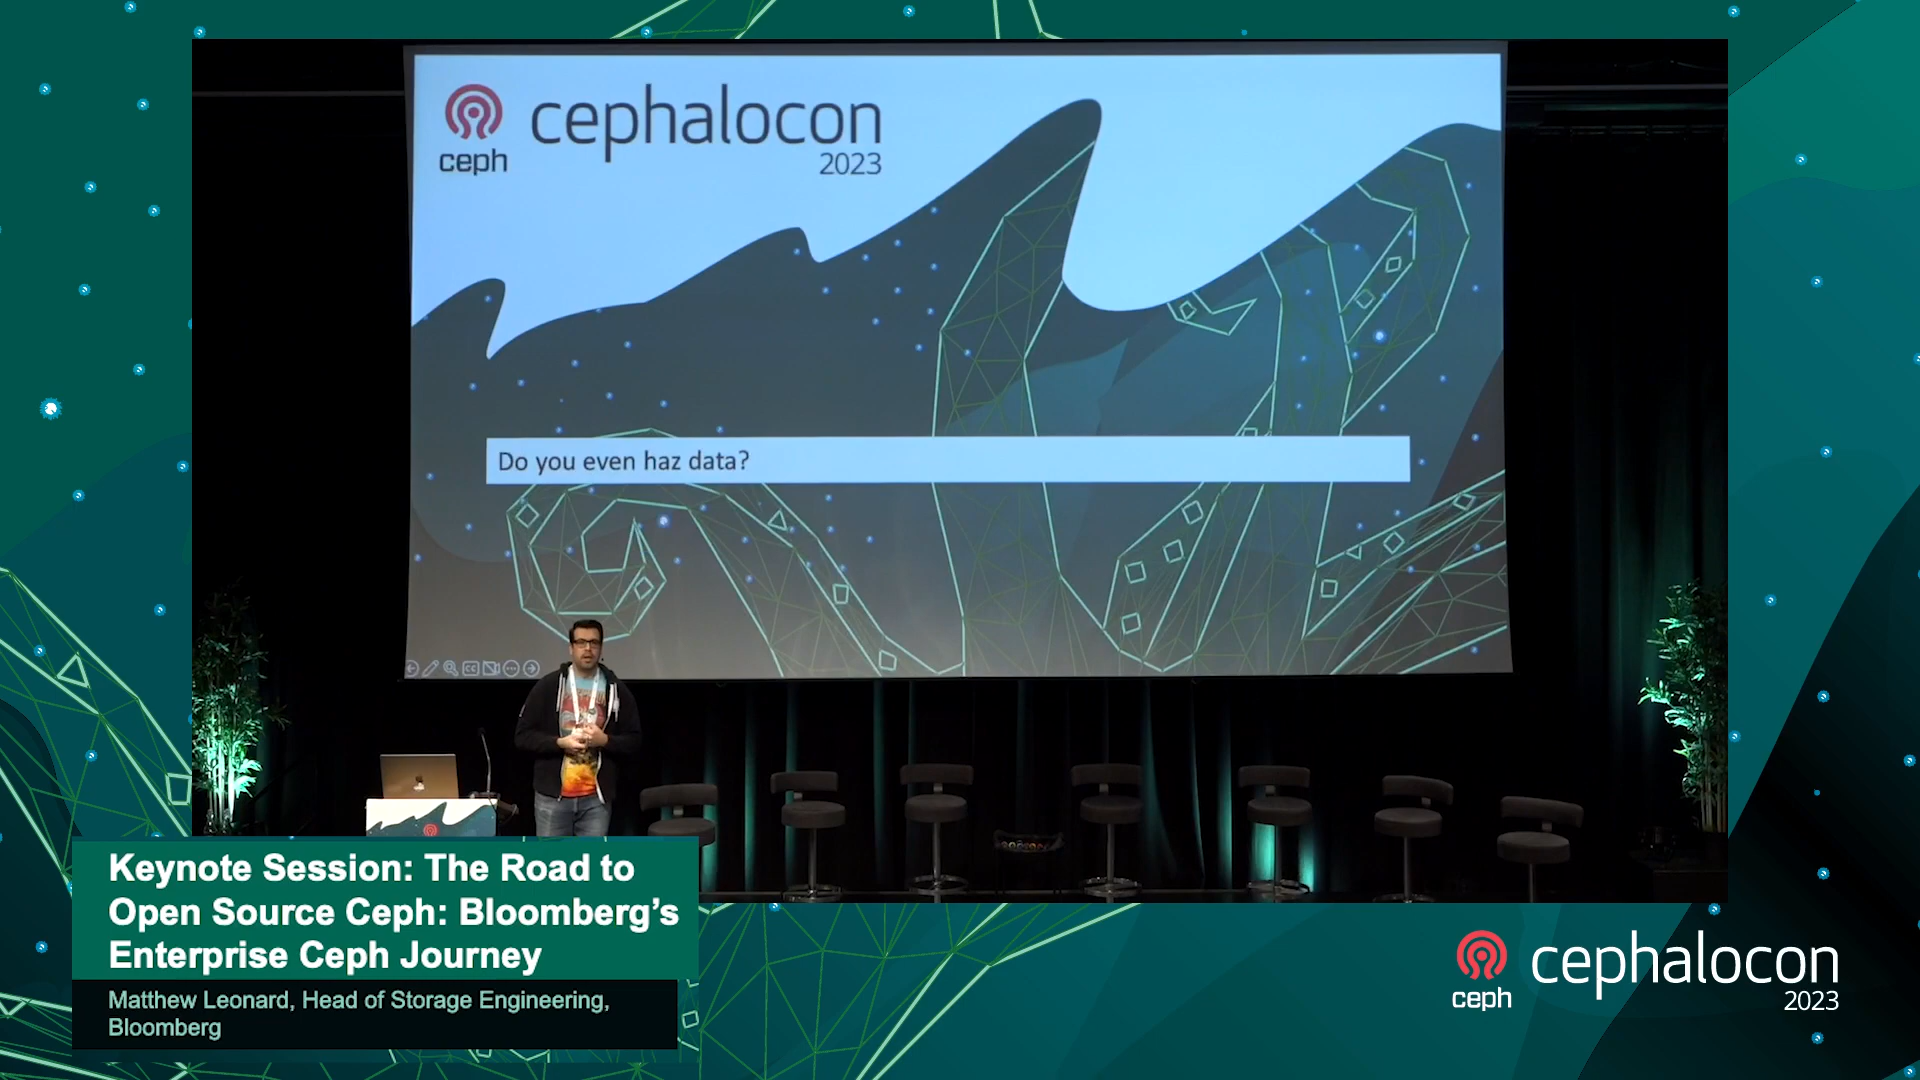 ceph
cephalocon
2023
Do you even haz data?
CC
Keynote Session: The Road to
Open Source Ceph: Bloomberg’s
Enterprise Ceph Journey
Matthew Leonard, Head of Storage Engineering,
Bloomberg
ceph
cephalocon
2023